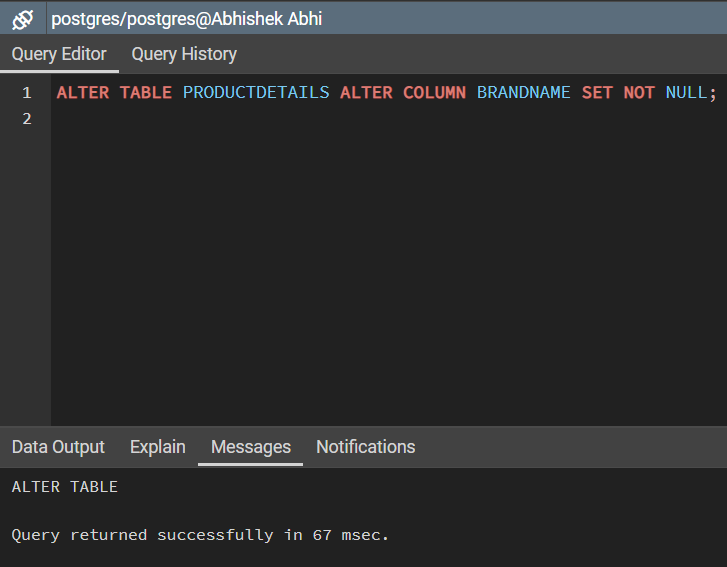 postgres/postgres@Abhishek Abhi
Query Editor Query History
1 ALTER TABLE PRODUCTDETAILS ALTER COLUMN BRANDNAME SET NOT NULL;
2
Data Output Explain Messages Notifications
ALTER TABLE
Query returned successfully in 67 msec.